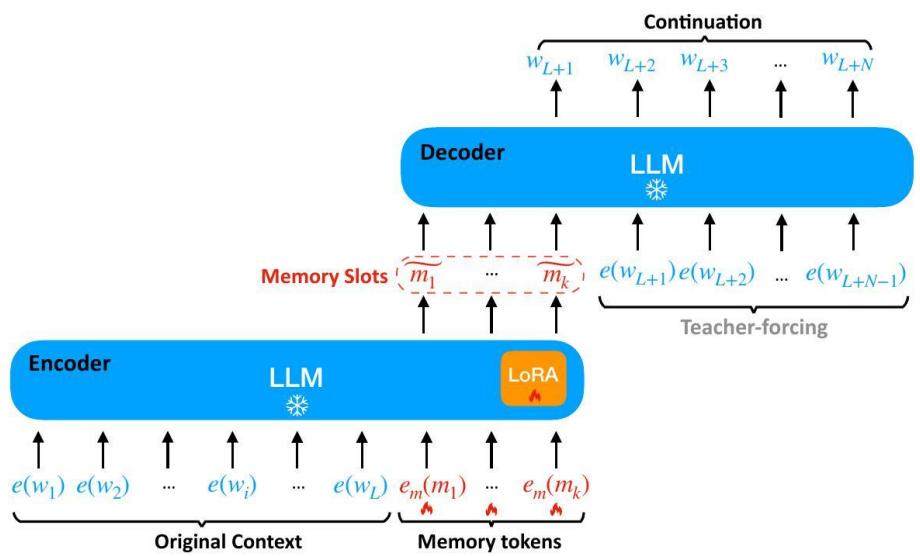 Continuation
w_{L+1} w_{L+2} w_{L+3} ... w_{L+N}
Decoder
LLM
Memory Slots
\widetilde{m_1} ... \widetilde{m_k}
e(w_{L+1}) e(w_{L+2}) ... e(w_{L+N-1})
Teacher-forcing
Encoder
LLM
LoRA
e(w_1) e(w_2) ... e(w_i) ... e(w_L) e_m(m_1) ... e_m(m_k)
Original Context
Memory tokens